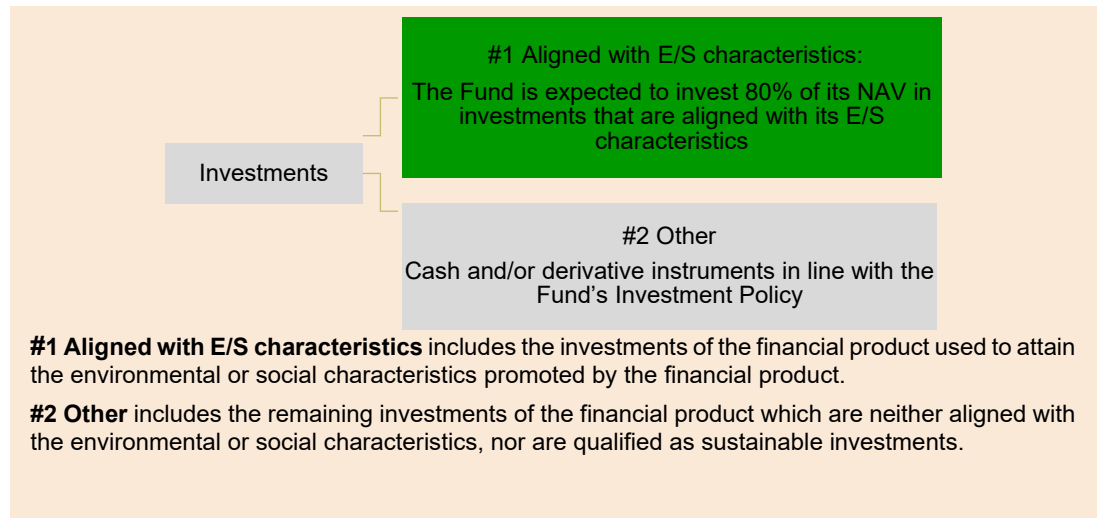 #1 Aligned with E/S characteristics:
The Fund is expected to invest 80% of its NAV in
investments that are aligned with its E/S
characteristics
Investments
#2 Other
Cash and/or derivative instruments in line with the
Fund’s Investment Policy
#1 Aligned with E/S characteristics includes the investments of the financial product used to attain
the environmental or social characteristics promoted by the financial product.
#2 Other includes the remaining investments of the financial product which are neither aligned with
the environmental or social characteristics, nor are qualified as sustainable investments.